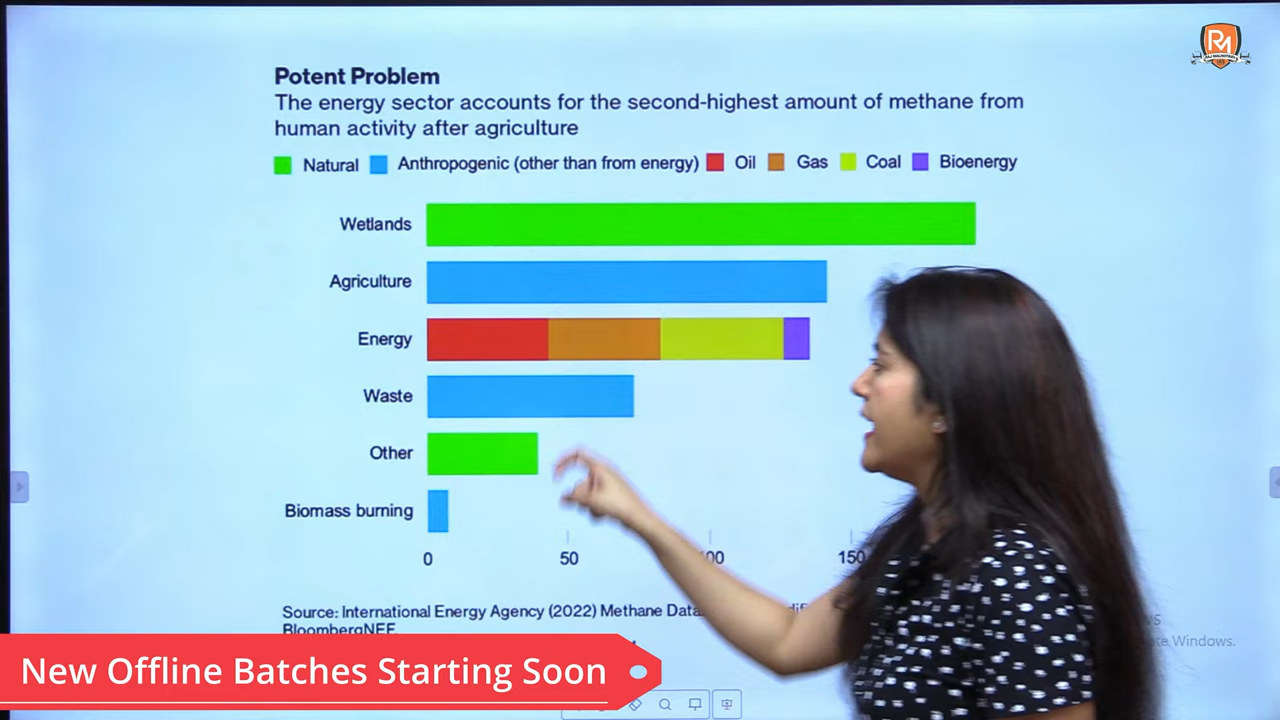 Potent Problem
The energy sector accounts for the second-highest amount of methane from
human activity after agriculture
Natural Anthropogenic (other than from energy) Oil Gas Coal Bioenergy
Wetlands
Agriculture
Energy
Waste
Other
Biomass burning
0 50 150
Source: International Energy Agency (2022) Methane
BloombergNEF
New Offline Batches Starting Soon
Windows.
RM